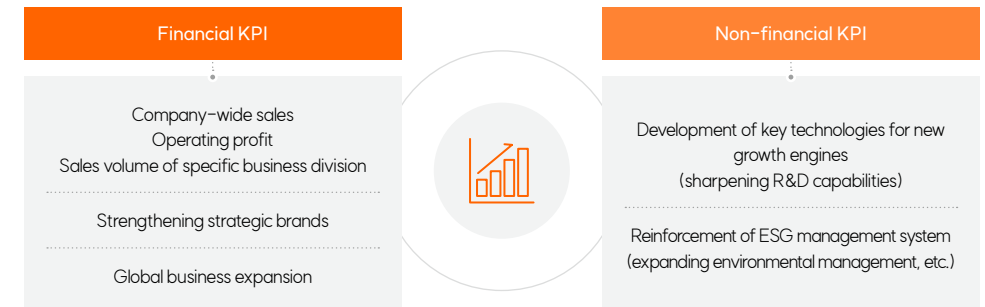 Financial KPI
Company-wide sales
Operating profit
Sales volume of specific business division
Strengthening strategic brands
Global business expansion
Non-financial KPI
Development of key technologies for new
growth engines
(sharpening R&D capabilities)
Reinforcement of ESG management system
(expanding environmental management, etc.)